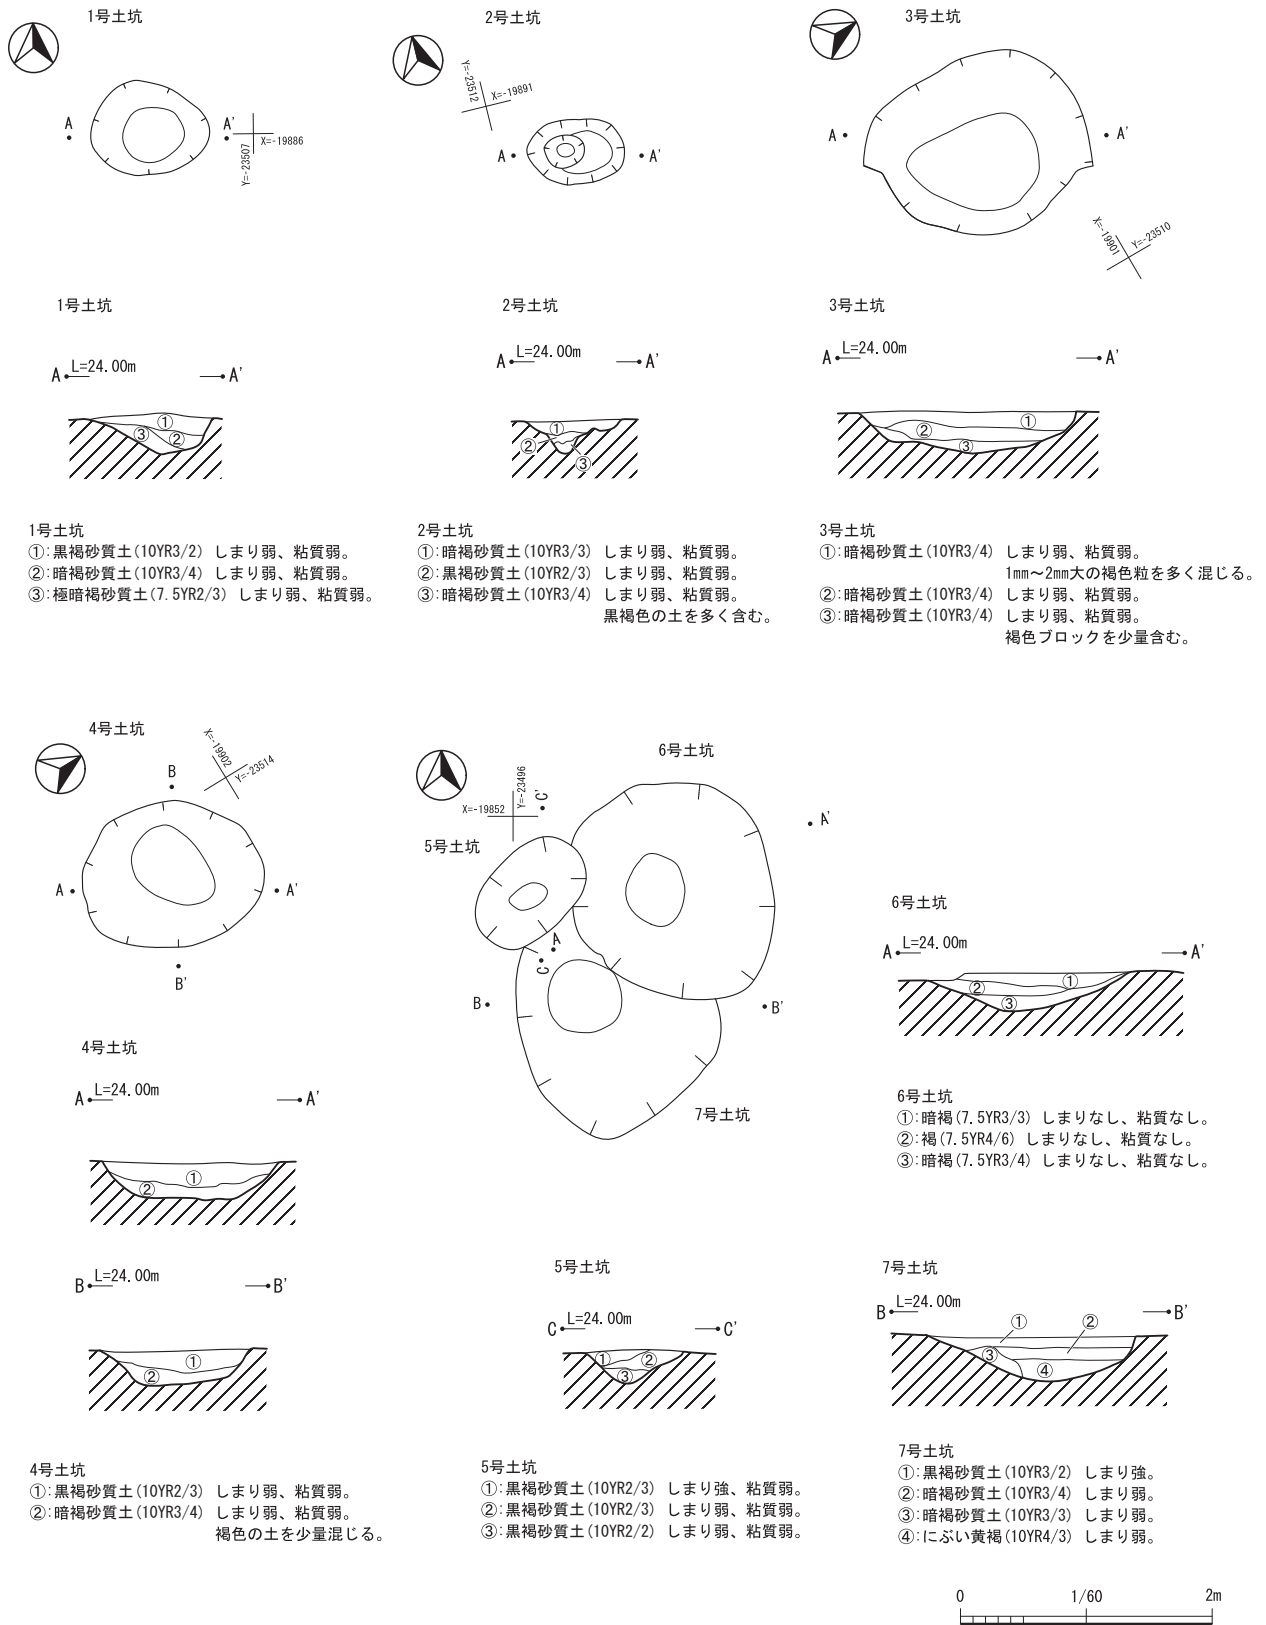 1号土坑
A
A'
X=-19886
Y=-23507
2号土坑
Y=-23512
X=-19891
A
A'
3号土坑
A
A'
X=-19901
Y=-23510
1号土坑
A
L=24.00m
A'
①
③
②
2号土坑
A
L=24.00m
A'
①
②
③
3号土坑
A
L=24.00m
A'
①
②
③
1号土坑
①:黒褐砂質土(10YR3/2) しまり弱、粘質弱。
②:暗褐砂質土(10YR3/4) しまり弱、粘質弱。
③:極暗褐砂質土(7.5YR2/3) しまり弱、粘質弱。
2号土坑
①:暗褐砂質土(10YR3/3) しまり弱、粘質弱。
②:黒褐砂質土(10YR2/3) しまり弱、粘質弱。
③:暗褐砂質土(10YR3/4) しまり弱、粘質弱。
黒褐色の土を多く含む。
3号土坑
①:暗褐砂質土(10YR3/4) しまり弱、粘質弱。
1mm～2mm大の褐色粒を多く混じる。
②:暗褐砂質土(10YR3/4) しまり弱、粘質弱。
③:暗褐砂質土(10YR3/4) しまり弱、粘質弱。
褐色ブロックを少量含む。
4号土坑
X=-19902
Y=-23514
B
A
A'
B'
5号土坑
6号土坑
X=-19852
Y=-23496
C'
A'
A
C
B
B'
7号土坑
6号土坑
A
L=24.00m
A'
①
②
③
6号土坑
①:暗褐(7.5YR3/3) しまりなし、粘質なし。
②:褐(7.5YR4/6) しまりなし、粘質なし。
③:暗褐(7.5YR3/4) しまりなし、粘質なし。
4号土坑
A
L=24.00m
A'
①
②
B
L=24.00m
B'
①
②
5号土坑
C
L=24.00m
C'
①
②
③
7号土坑
B
L=24.00m
B'
①
②
③
④
4号土坑
①:黒褐砂質土(10YR2/3) しまり弱、粘質弱。
②:暗褐砂質土(10YR3/4) しまり弱、粘質弱。
褐色の土を少量混じる。
5号土坑
①:黒褐砂質土(10YR2/3) しまり強、粘質弱。
②:黒褐砂質土(10YR2/3) しまり弱、粘質弱。
③:黒褐砂質土(10YR2/2) しまり弱、粘質弱。
7号土坑
①:黒褐砂質土(10YR3/2) しまり強。
②:暗褐砂質土(10YR3/4) しまり弱。
③:暗褐砂質土(10YR3/3) しまり弱。
④:にぶい黄褐(10YR4/3) しまり弱。
0
1/60
2m